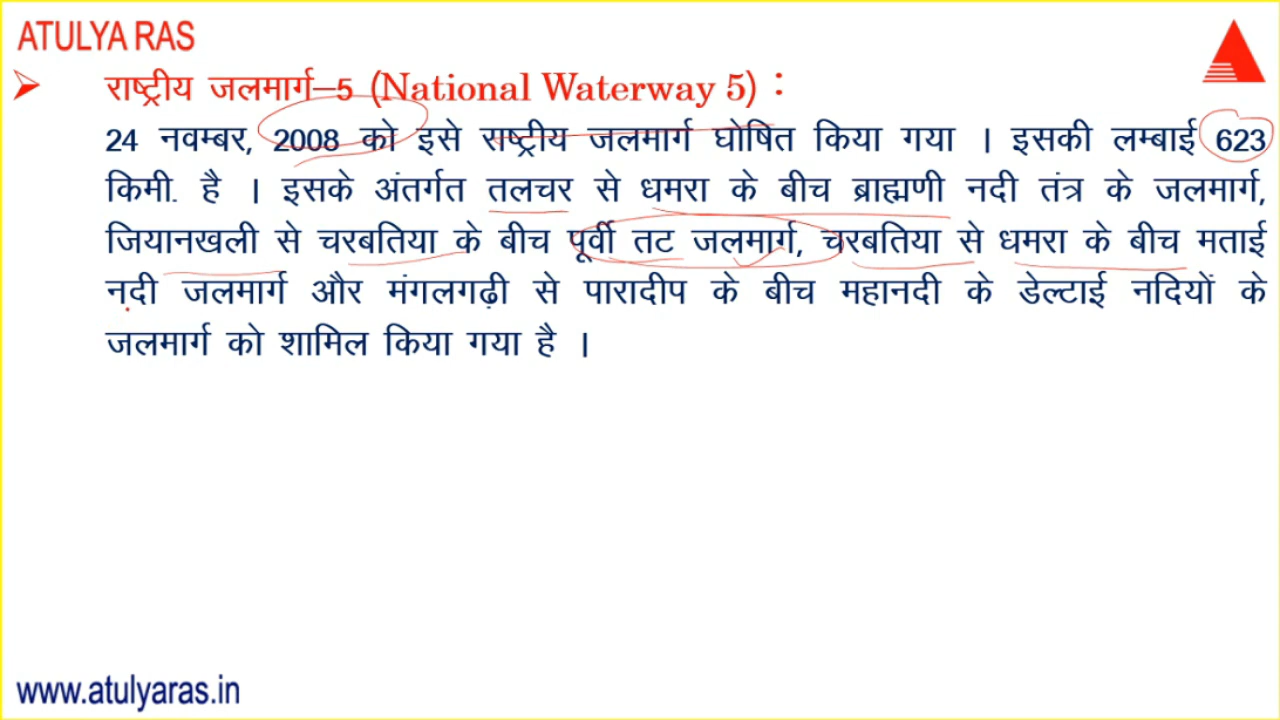 ATULYA RAS
राष्ट्रीय जलमार्ग–5 (National Waterway 5) :
24 नवम्बर, 2008 को इसे राष्ट्रीय जलमार्ग घोषित किया गया । इसकी लम्बाई 623
किमी. है । इसके अंतर्गत तलचर से धमरा के बीच ब्राह्मणी नदी तंत्र के जलमार्ग,
जियानखली से चरबतिया के बीच पूर्वी तट जलमार्ग, चरबतिया से धमरा के बीच मताई
नदी जलमार्ग और मंगलगढ़ी से पारादीप के बीच महानदी के डेल्टाई नदियों के
जलमार्ग को शामिल किया गया है ।
www.atulyaras.in